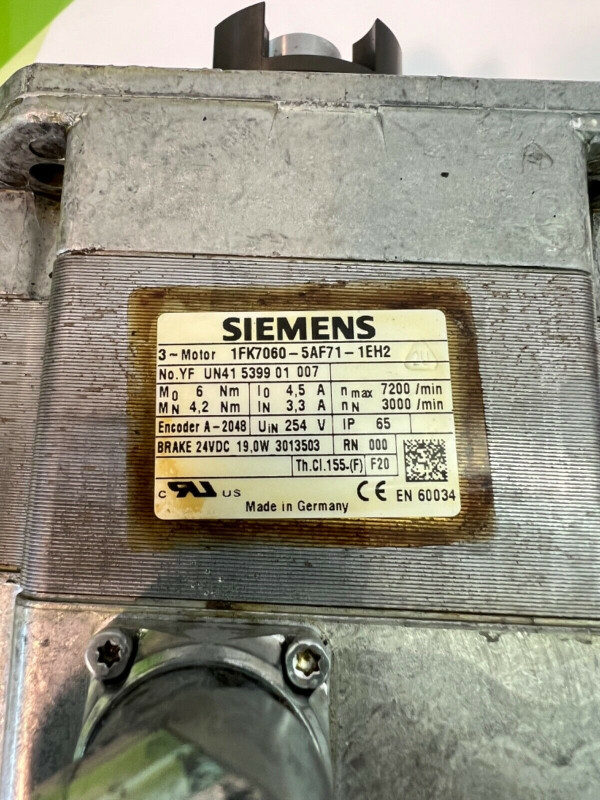 SIEMENS
3~Motor 1FK7060-5AF71-1EH2
No.YF UN41 5399 01 007
M0 6 Nm I0 4,5 A nmax 7200 /min
MN 4,2 Nm IN 3,3 A nN 3000 /min
Encoder A-2048 UIN 254 V IP 65
BRAKE 24VDC 19,0W 3013503 RN 000
Th.Cl.155-(F) F20
C RU US CE EN 60034
Made in Germany